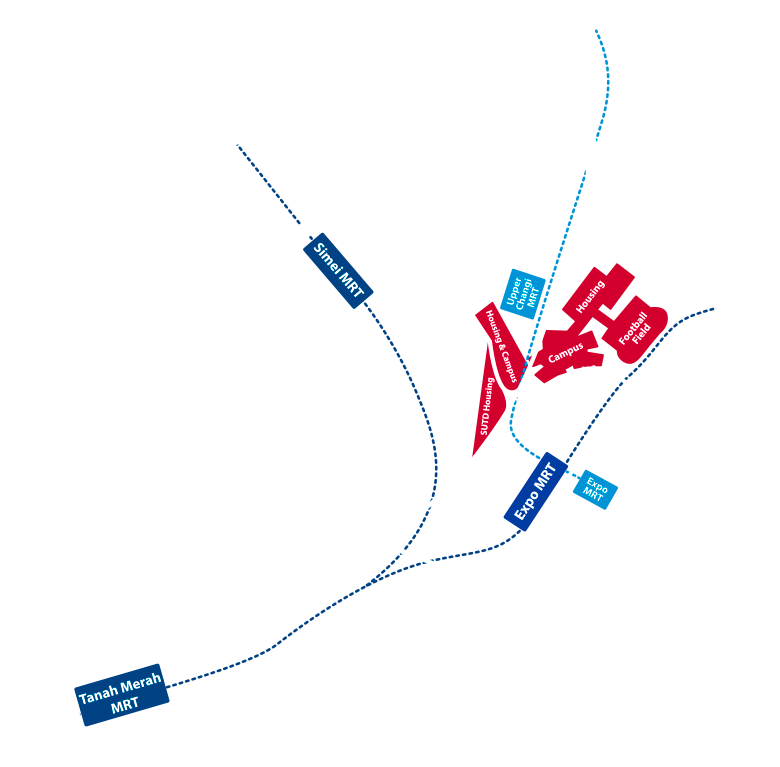 Simei MRT
Upper
Changi
MRT
Housing
Football
Field
Housing & Campus
Campus
SUTD Housing
Expo MRT
Expo
MRT
Tanah Merah
MRT